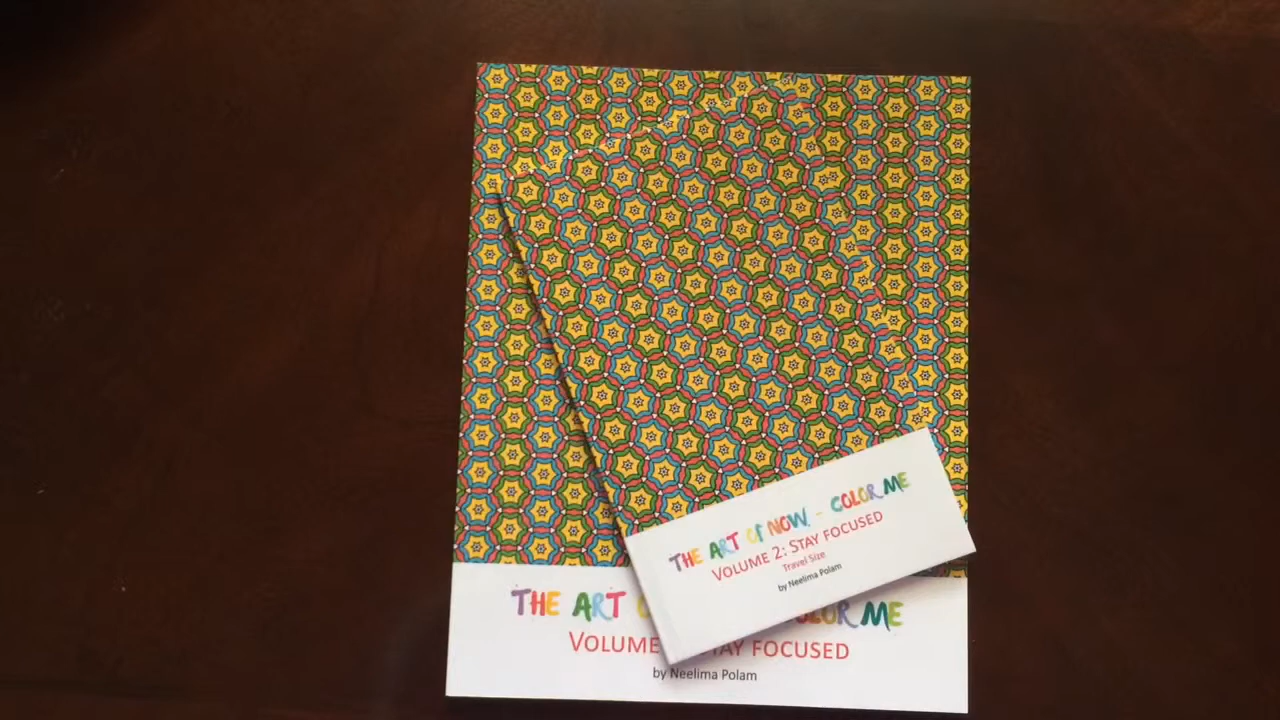 THE ART OF NOW - COLOR ME
VOLUME 2: STAY FOCUSED
Travel Size
by Neelima Polam
THE ART COLOR ME
VOLUME STAY FOCUSED
by Neelima Polam